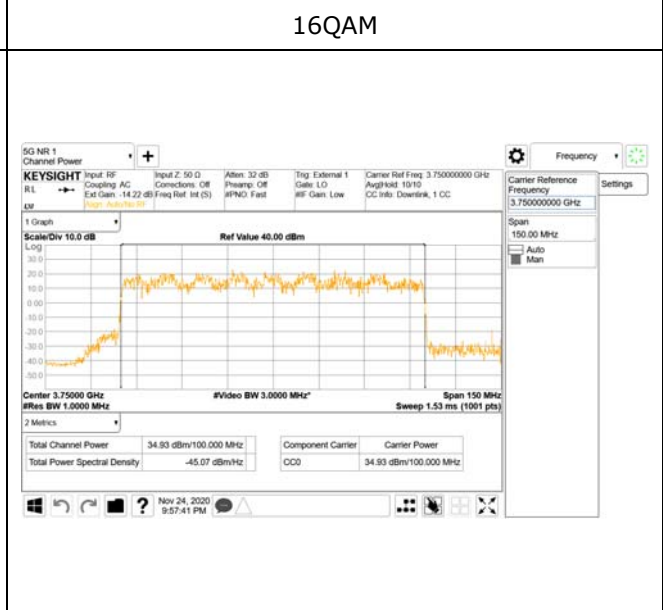 16QAM
5G NR 1
Channel Power
Frequency
KEYSIGHT
Input: RF
Input Z: 50 Ω
Atten: 32 dB
Trig: External 1
Carrier Ref Freq: 3.750000000 GHz
RL
Coupling: AC
Corrections: Off
Preamp: Off
Gate: LO
Avg|Hold: 10/10
Ext Gain: -14.22 dB
Freq Ref: Int (S)
#PNO: Fast
#IF Gain: Low
CC Info: Downlink, 1 CC
Align: Auto/No RF
Carrier Reference
Frequency
3.750000000 GHz
Settings
Span
150.00 MHz
Auto
Man
1 Graph
Scale/Div 10.0 dB
Ref Value 40.00 dBm
Log
30.0
20.0
10.0
0.00
-10.0
-20.0
-30.0
-40.0
-50.0
Center 3.75000 GHz
#Video BW 3.0000 MHz*
Span 150 MHz
#Res BW 1.0000 MHz
Sweep 1.53 ms (1001 pts)
2 Metrics
Total Channel Power
34.93 dBm/100.000 MHz
Component Carrier
Carrier Power
Total Power Spectral Density
-45.07 dBm/Hz
CC0
34.93 dBm/100.000 MHz
?
Nov 24, 2020
9:57:41 PM